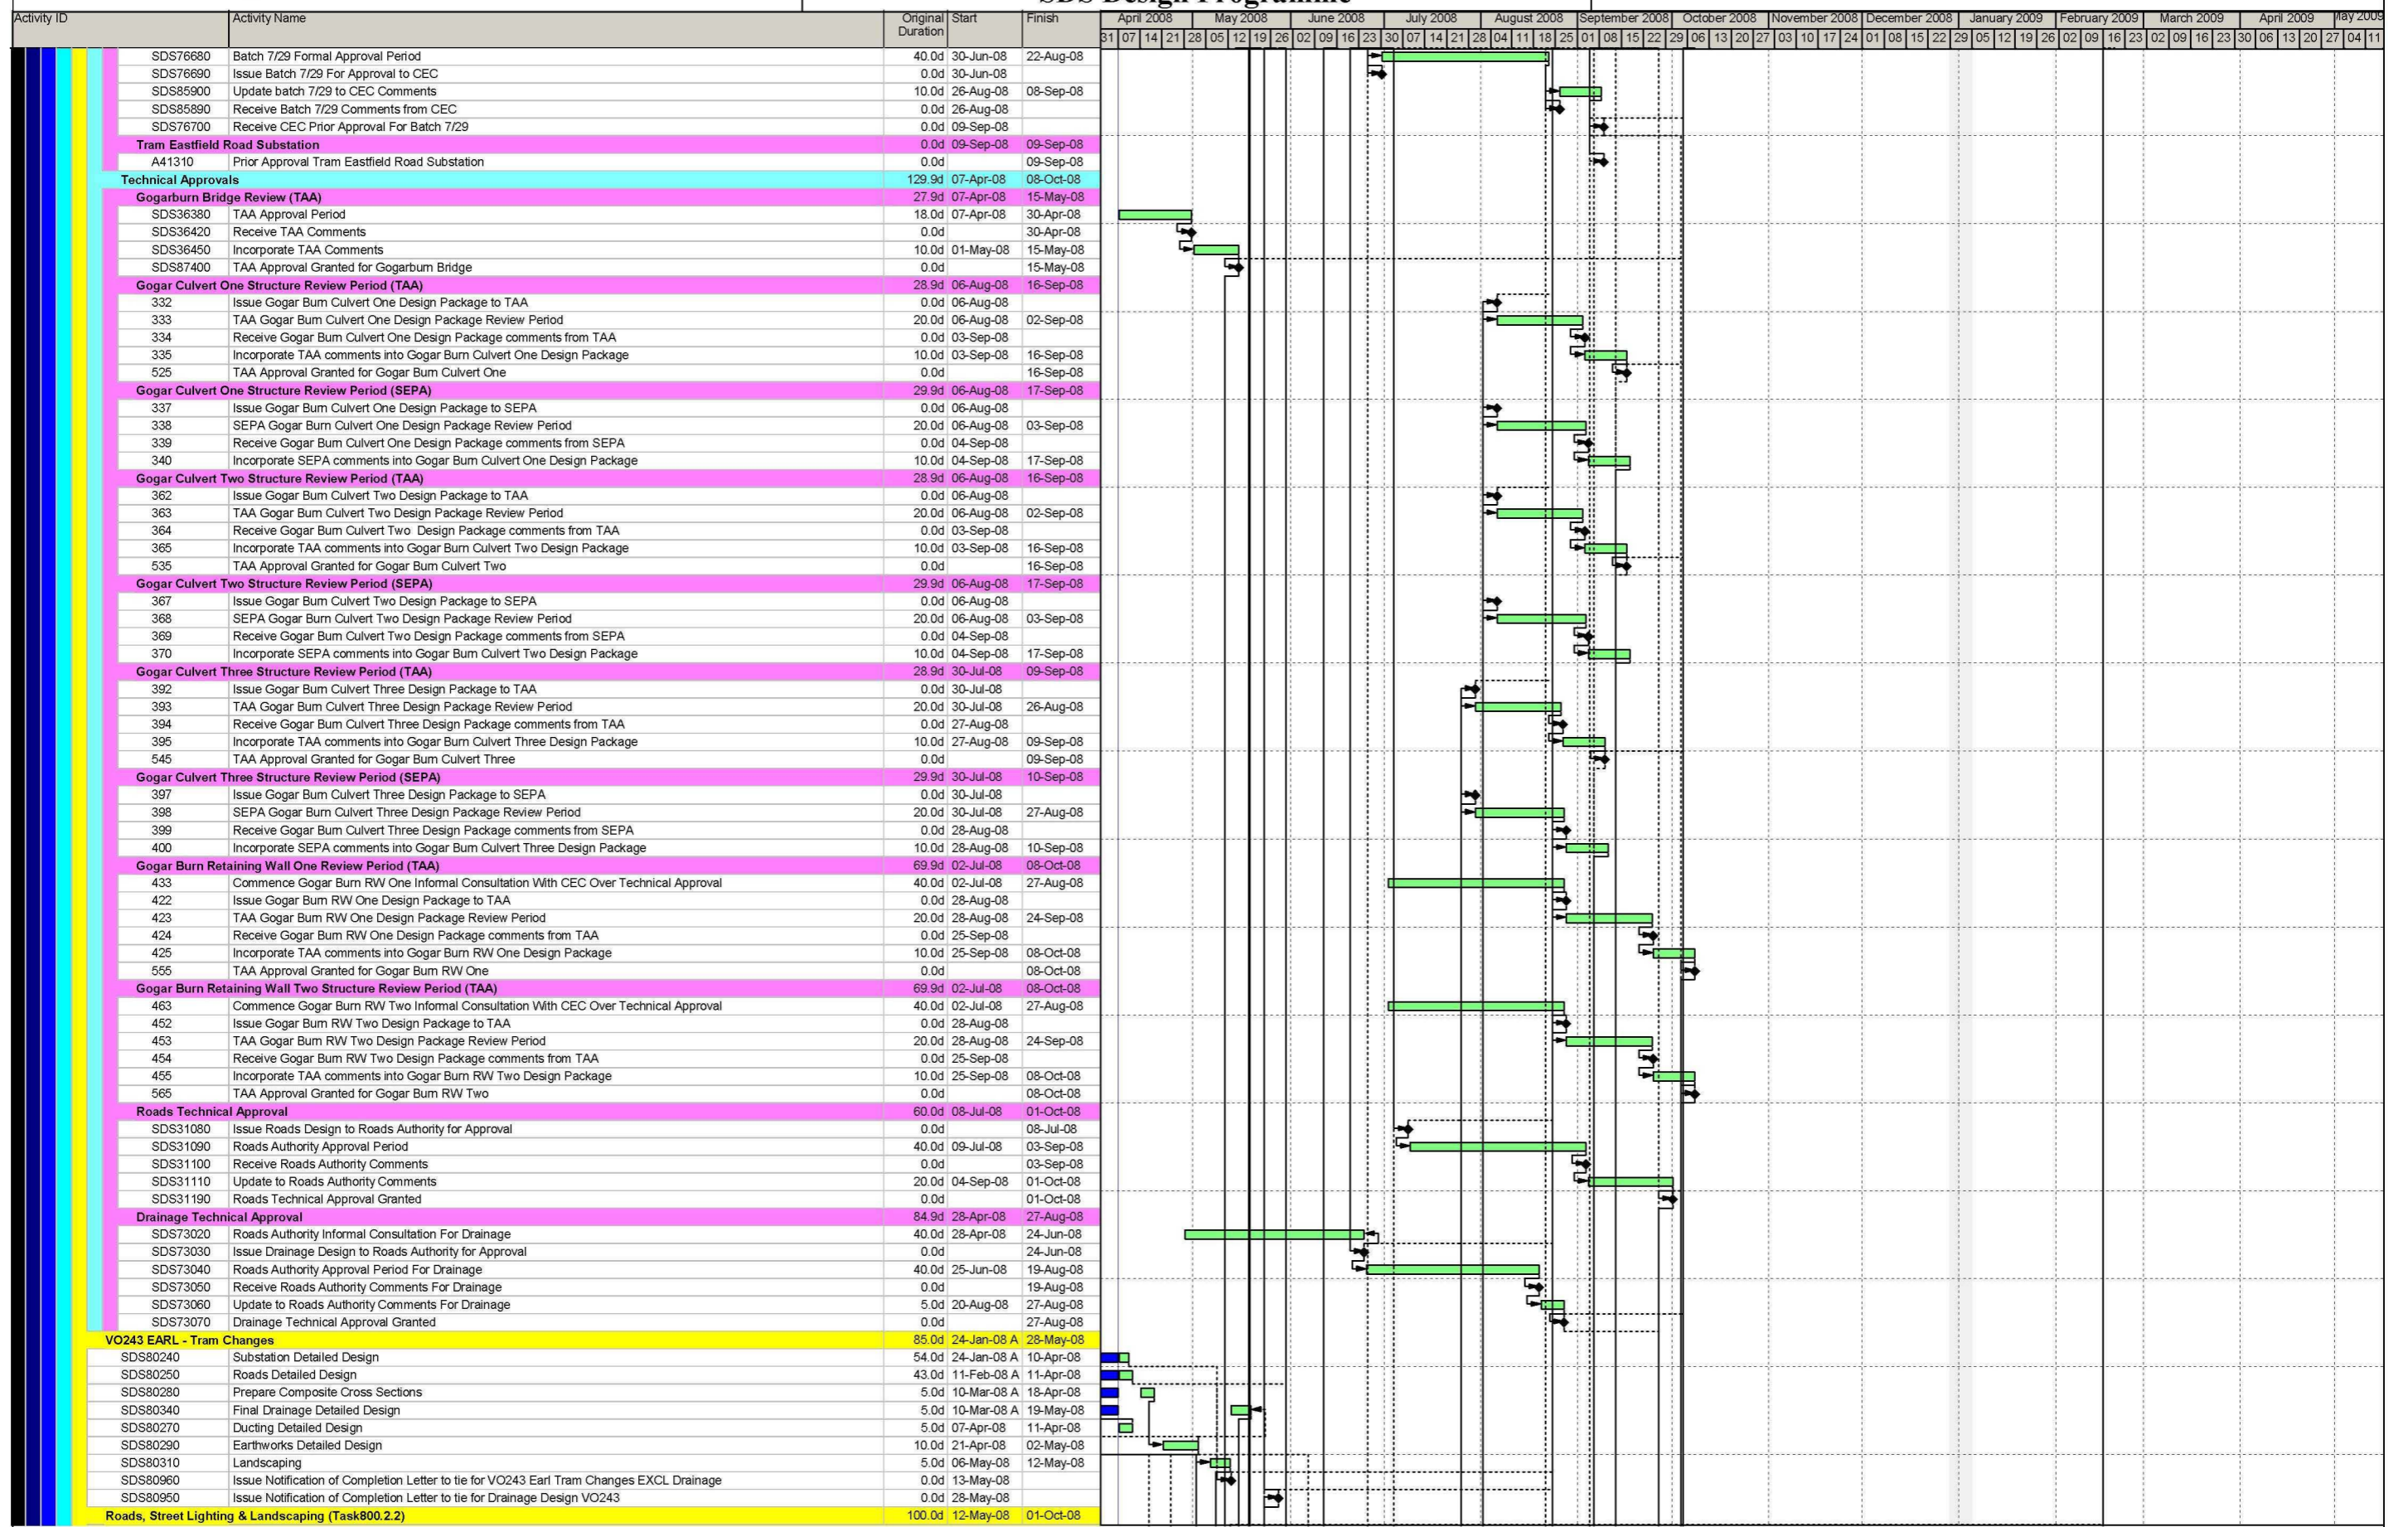 SDS Design Programme
Activity ID Activity Name Original Duration Start Finish
April 2008 May 2008 June 2008 July 2008 August 2008 September 2008 October 2008 November 2008 December 2008 January 2009 February 2009 March 2009 April 2009 May 2009
31 07 14 21 28 05 12 19 26 02 09 16 23 30 07 14 21 28 04 11 18 25 01 08 15 22 29 06 13 20 27 03 10 17 24 01 08 15 22 29 05 12 19 26 02 09 16 23 02 09 16 23 30 06 13 20 27 04 11
SDS76680 Batch 7/29 Formal Approval Period 40.0d 30-Jun-08 22-Aug-08
SDS76690 Issue Batch 7/29 For Approval to CEC 0.0d 30-Jun-08
SDS85900 Update batch 7/29 to CEC Comments 10.0d 26-Aug-08 08-Sep-08
SDS85890 Receive Batch 7/29 Comments from CEC 0.0d 26-Aug-08
SDS76700 Receive CEC Prior Approval For Batch 7/29 0.0d 09-Sep-08
Tram Eastfield Road Substation 0.0d 09-Sep-08 09-Sep-08
A41310 Prior Approval Tram Eastfield Road Substation 0.0d 09-Sep-08
Technical Approvals 129.9d 07-Apr-08 08-Oct-08
Gogarburn Bridge Review (TAA) 27.9d 07-Apr-08 15-May-08
SDS36380 TAA Approval Period 18.0d 07-Apr-08 30-Apr-08
SDS36420 Receive TAA Comments 0.0d 30-Apr-08
SDS36450 Incorporate TAA Comments 10.0d 01-May-08 15-May-08
SDS87400 TAA Approval Granted for Gogarburn Bridge 0.0d 15-May-08
Gogar Culvert One Structure Review Period (TAA) 28.9d 06-Aug-08 16-Sep-08
332 Issue Gogar Burn Culvert One Design Package to TAA 0.0d 06-Aug-08
333 TAA Gogar Burn Culvert One Design Package Review Period 20.0d 06-Aug-08 02-Sep-08
334 Receive Gogar Burn Culvert One Design Package comments from TAA 0.0d 03-Sep-08
335 Incorporate TAA comments into Gogar Burn Culvert One Design Package 10.0d 03-Sep-08 16-Sep-08
525 TAA Approval Granted for Gogar Burn Culvert One 0.0d 16-Sep-08
Gogar Culvert One Structure Review Period (SEPA) 29.9d 06-Aug-08 17-Sep-08
337 Issue Gogar Burn Culvert One Design Package to SEPA 0.0d 06-Aug-08
338 SEPA Gogar Burn Culvert One Design Package Review Period 20.0d 06-Aug-08 03-Sep-08
339 Receive Gogar Burn Culvert One Design Package comments from SEPA 0.0d 04-Sep-08
340 Incorporate SEPA comments into Gogar Burn Culvert One Design Package 10.0d 04-Sep-08 17-Sep-08
Gogar Culvert Two Structure Review Period (TAA) 28.9d 06-Aug-08 16-Sep-08
362 Issue Gogar Burn Culvert Two Design Package to TAA 0.0d 06-Aug-08
363 TAA Gogar Burn Culvert Two Design Package Review Period 20.0d 06-Aug-08 02-Sep-08
364 Receive Gogar Burn Culvert Two Design Package comments from TAA 0.0d 03-Sep-08
365 Incorporate TAA comments into Gogar Burn Culvert Two Design Package 10.0d 03-Sep-08 16-Sep-08
535 TAA Approval Granted for Gogar Burn Culvert Two 0.0d 16-Sep-08
Gogar Culvert Two Structure Review Period (SEPA) 29.9d 06-Aug-08 17-Sep-08
367 Issue Gogar Burn Culvert Two Design Package to SEPA 0.0d 06-Aug-08
368 SEPA Gogar Burn Culvert Two Design Package Review Period 20.0d 06-Aug-08 03-Sep-08
369 Receive Gogar Burn Culvert Two Design Package comments from SEPA 0.0d 04-Sep-08
370 Incorporate SEPA comments into Gogar Burn Culvert Two Design Package 10.0d 04-Sep-08 17-Sep-08
Gogar Culvert Three Structure Review Period (TAA) 28.9d 30-Jul-08 09-Sep-08
392 Issue Gogar Burn Culvert Three Design Package to TAA 0.0d 30-Jul-08
393 TAA Gogar Burn Culvert Three Design Package Review Period 20.0d 30-Jul-08 26-Aug-08
394 Receive Gogar Burn Culvert Three Design Package comments from TAA 0.0d 27-Aug-08
395 Incorporate TAA comments into Gogar Burn Culvert Three Design Package 10.0d 27-Aug-08 09-Sep-08
545 TAA Approval Granted for Gogar Burn Culvert Three 0.0d 09-Sep-08
Gogar Culvert Three Structure Review Period (SEPA) 29.9d 30-Jul-08 10-Sep-08
397 Issue Gogar Burn Culvert Three Design Package to SEPA 0.0d 30-Jul-08
398 SEPA Gogar Burn Culvert Three Design Package Review Period 20.0d 30-Jul-08 27-Aug-08
399 Receive Gogar Burn Culvert Three Design Package comments from SEPA 0.0d 28-Aug-08
400 Incorporate SEPA comments into Gogar Burn Culvert Three Design Package 10.0d 28-Aug-08 10-Sep-08
Gogar Burn Retaining Wall One Review Period (TAA) 69.9d 02-Jul-08 08-Oct-08
433 Commence Gogar Burn RW One Informal Consultation With CEC Over Technical Approval 40.0d 02-Jul-08 27-Aug-08
422 Issue Gogar Burn RW One Design Package to TAA 0.0d 28-Aug-08
423 TAA Gogar Burn RW One Design Package Review Period 20.0d 28-Aug-08 24-Sep-08
424 Receive Gogar Burn RW One Design Package comments from TAA 0.0d 25-Sep-08
425 Incorporate TAA comments into Gogar Burn RW One Design Package 10.0d 25-Sep-08 08-Oct-08
555 TAA Approval Granted for Gogar Burn RW One 0.0d 08-Oct-08
Gogar Burn Retaining Wall Two Structure Review Period (TAA) 69.9d 02-Jul-08 08-Oct-08
463 Commence Gogar Burn RW Two Informal Consultation With CEC Over Technical Approval 40.0d 02-Jul-08 27-Aug-08
452 Issue Gogar Burn RW Two Design Package to TAA 0.0d 28-Aug-08
453 TAA Gogar Burn RW Two Design Package Review Period 20.0d 28-Aug-08 24-Sep-08
454 Receive Gogar Burn RW Two Design Package comments from TAA 0.0d 25-Sep-08
455 Incorporate TAA comments into Gogar Burn RW Two Design Package 10.0d 25-Sep-08 08-Oct-08
565 TAA Approval Granted for Gogar Burn RW Two 0.0d 08-Oct-08
Roads Technical Approval 60.0d 08-Jul-08 01-Oct-08
SDS31080 Issue Roads Design to Roads Authority for Approval 0.0d 08-Jul-08
SDS31090 Roads Authority Approval Period 40.0d 09-Jul-08 03-Sep-08
SDS31100 Receive Roads Authority Comments 0.0d 03-Sep-08
SDS31110 Update to Roads Authority Comments 20.0d 04-Sep-08 01-Oct-08
SDS31190 Roads Technical Approval Granted 0.0d 01-Oct-08
Drainage Technical Approval 84.9d 28-Apr-08 27-Aug-08
SDS73020 Roads Authority Informal Consultation For Drainage 40.0d 28-Apr-08 24-Jun-08
SDS73030 Issue Drainage Design to Roads Authority for Approval 0.0d 24-Jun-08
SDS73040 Roads Authority Approval Period For Drainage 40.0d 25-Jun-08 19-Aug-08
SDS73050 Receive Roads Authority Comments For Drainage 0.0d 19-Aug-08
SDS73060 Update to Roads Authority Comments For Drainage 5.0d 20-Aug-08 27-Aug-08
SDS73070 Drainage Technical Approval Granted 0.0d 27-Aug-08
VO243 EARL - Tram Changes 85.0d 24-Jan-08 A 28-May-08
SDS80240 Substation Detailed Design 54.0d 24-Jan-08 A 10-Apr-08
SDS80250 Roads Detailed Design 43.0d 11-Feb-08 A 11-Apr-08
SDS80280 Prepare Composite Cross Sections 5.0d 10-Mar-08 A 18-Apr-08
SDS80340 Final Drainage Detailed Design 5.0d 10-Mar-08 A 19-May-08
SDS80270 Ducting Detailed Design 5.0d 07-Apr-08 11-Apr-08
SDS80290 Earthworks Detailed Design 10.0d 21-Apr-08 02-May-08
SDS80310 Landscaping 5.0d 06-May-08 12-May-08
SDS80960 Issue Notification of Completion Letter to tie for VO243 Earl Tram Changes EXCL Drainage 0.0d 13-May-08
SDS80950 Issue Notification of Completion Letter to tie for Drainage Design VO243 0.0d 28-May-08
Roads, Street Lighting & Landscaping (Task800.2.2) 100.0d 12-May-08 01-Oct-08